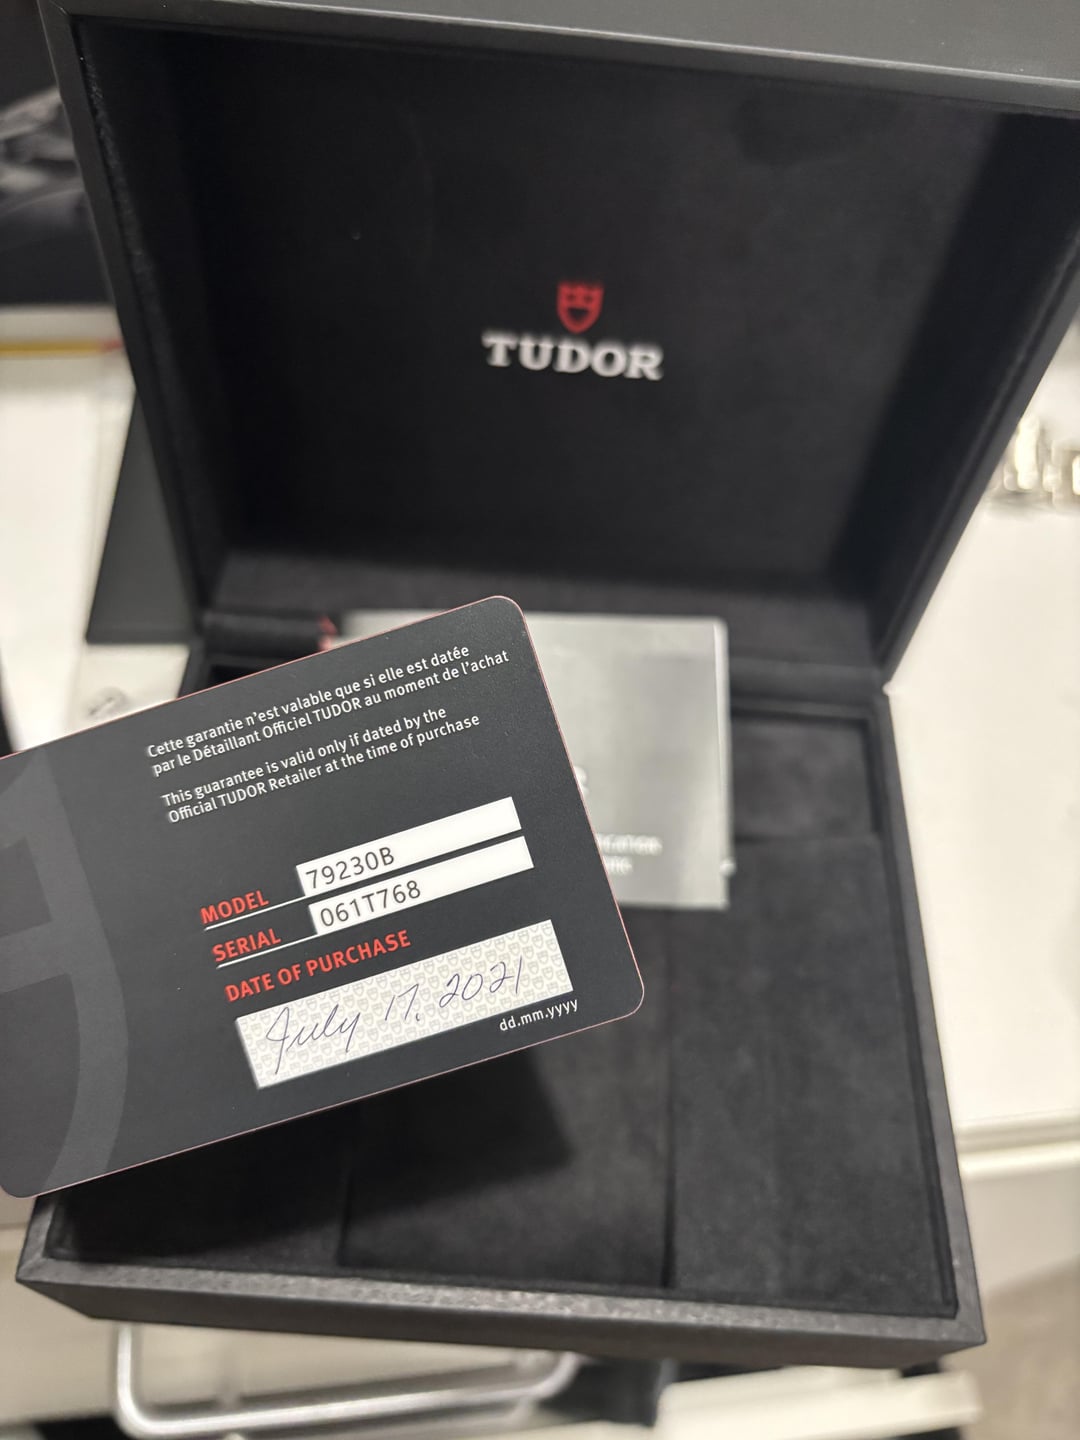 TUDOR
Cette garantie n'est valable que si elle est datée
par le Détaillant Officiel TUDOR au moment de l'achat
This guarantee is valid only if dated by the
Official TUDOR Retailer at the time of purchase
MODEL 79230B
SERIAL 061T768
DATE OF PURCHASE
July 17, 2021
dd.mm.yyyy